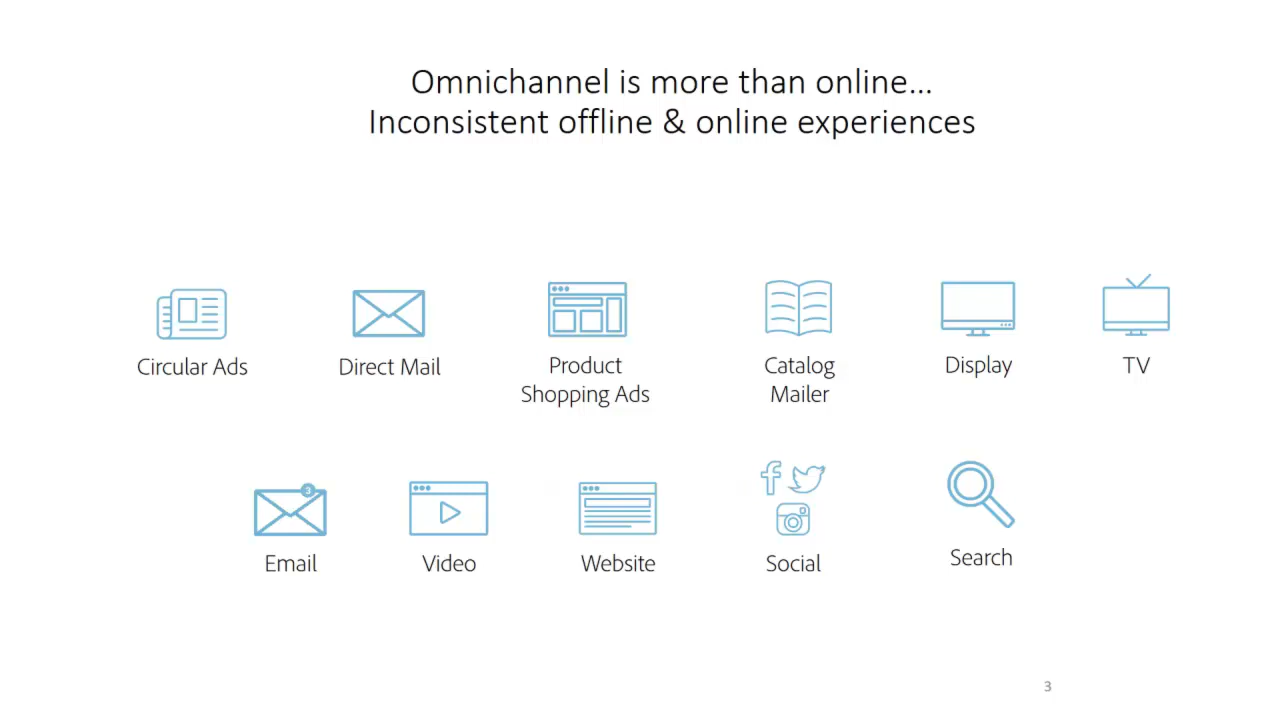 Omnichannel is more than online...
Inconsistent offline & online experiences
Circular Ads
Direct Mail
Product
Shopping Ads
Catalog
Mailer
Display
TV
Email
Video
Website
Social
Search
3